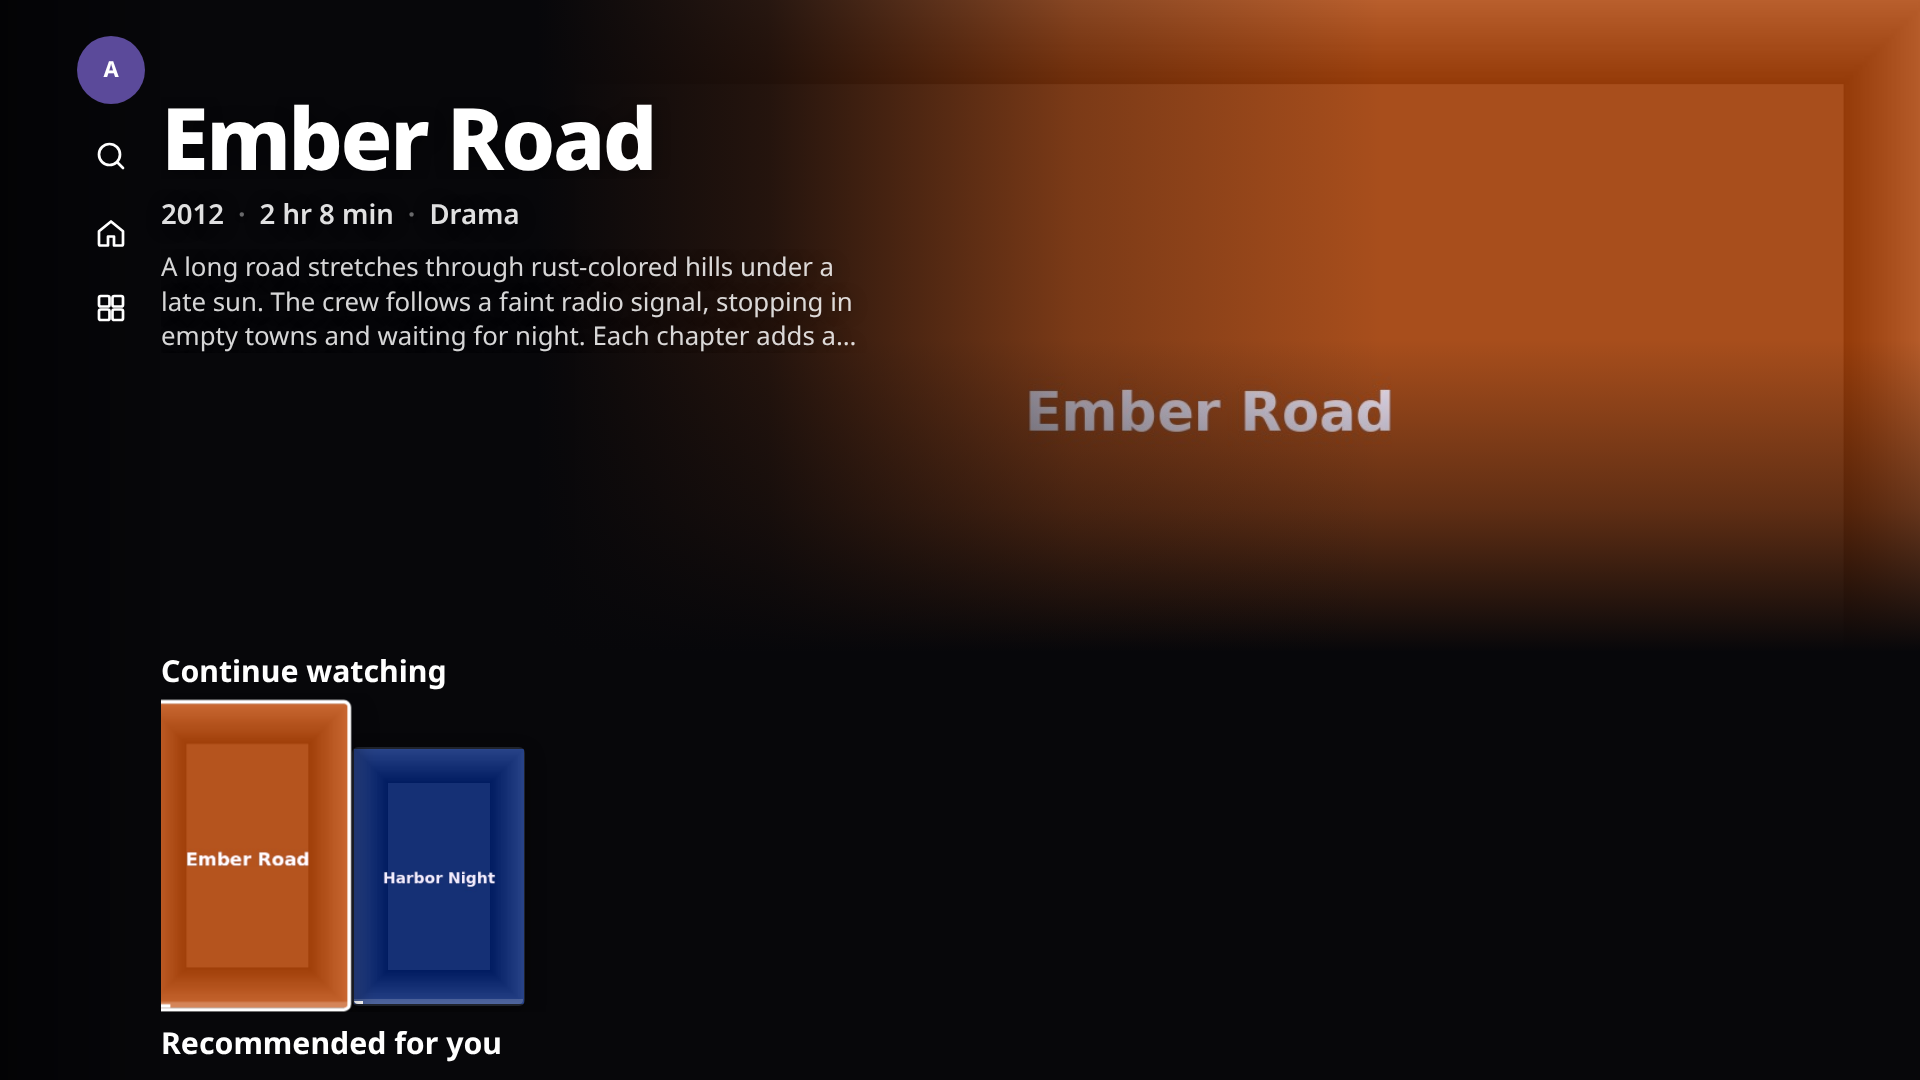 A
Ember Road
2012 · 2 hr 8 min · Drama
A long road stretches through rust-colored hills under a
late sun. The crew follows a faint radio signal, stopping in
empty towns and waiting for night. Each chapter adds a...
Ember Road
Continue watching
Ember Road
Harbor Night
Recommended for you